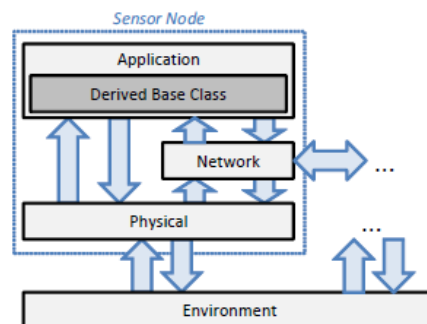 Sensor Node
Application
Derived Base Class
Network
...
Physical
...
Environment